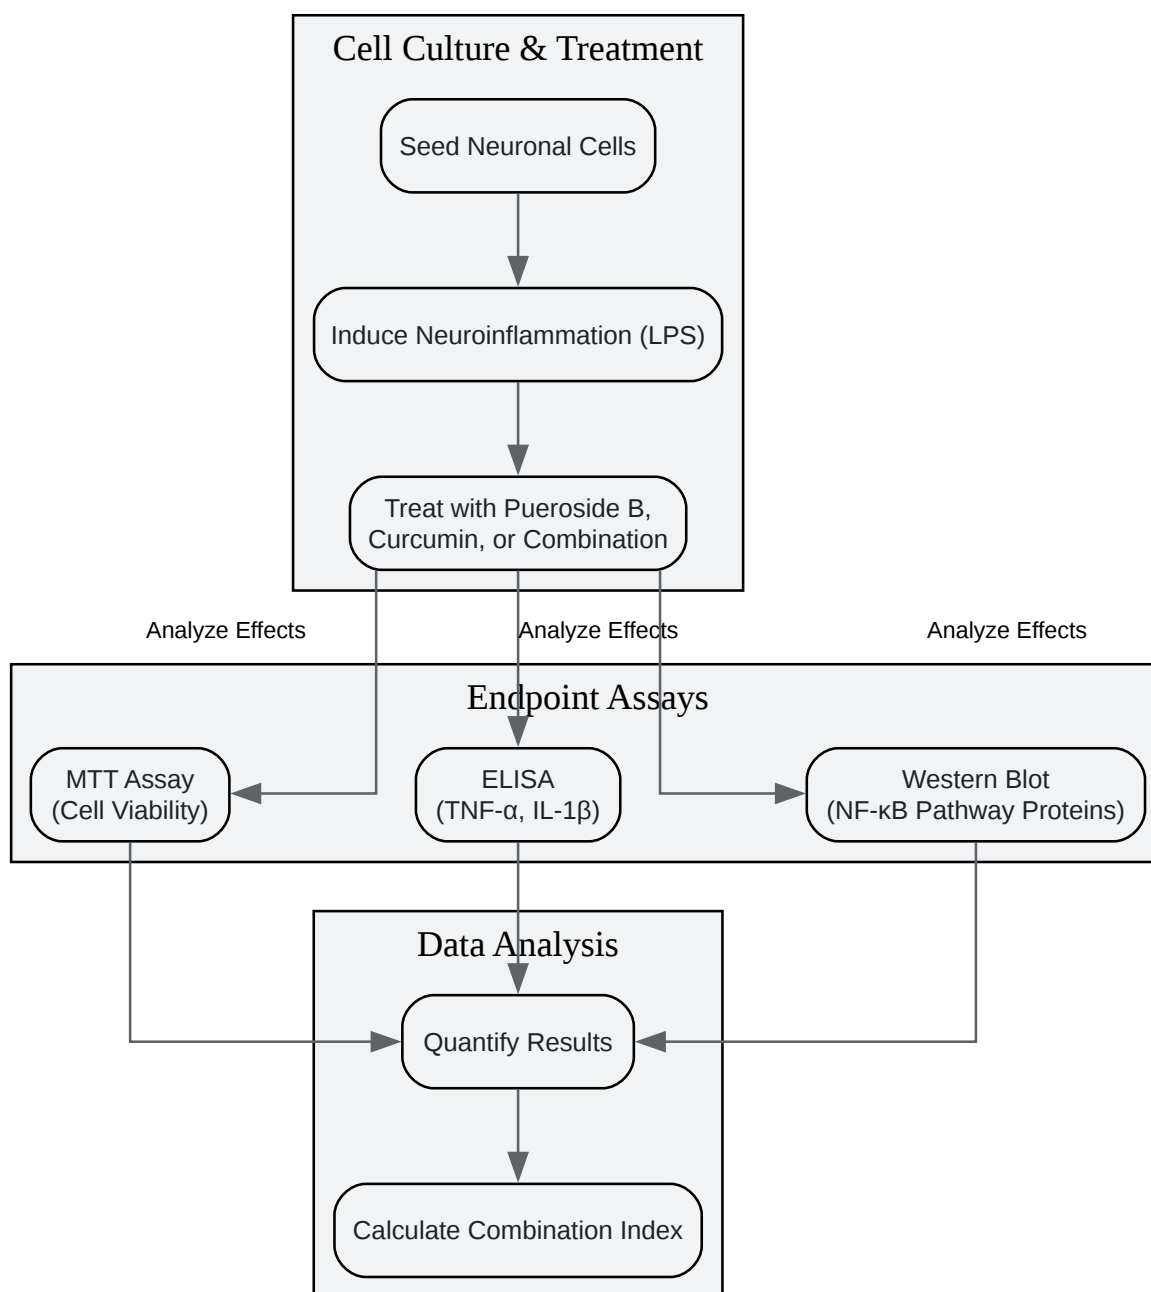 Cell Culture & Treatment
Seed Neuronal Cells
Induce Neuroinflammation (LPS)
Treat with Pueroside B,
Curcumin, or Combination
Analyze Effects
Analyze Effects
Analyze Effects
Endpoint Assays
MTT Assay
(Cell Viability)
ELISA
(TNF-α, IL-1β)
Western Blot
(NF-κB Pathway Proteins)
Data Analysis
Quantify Results
Calculate Combination Index